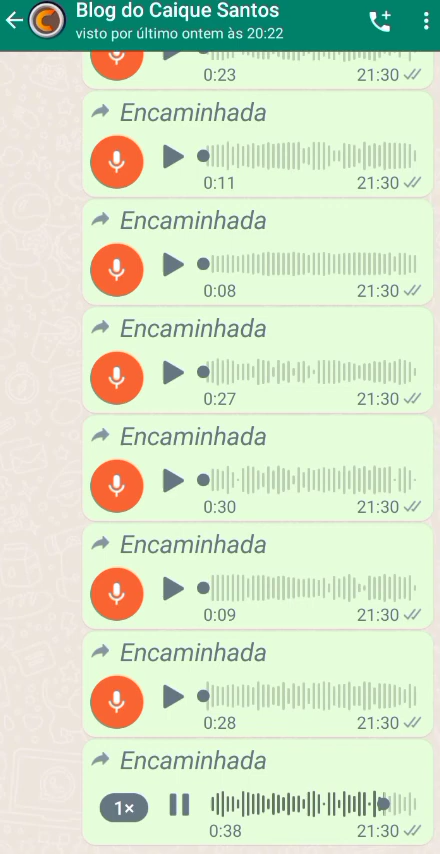 Blog do Caique Santos
visto por último ontem às 20:22
0:23 21:30
Encaminhada
0:11 21:30
Encaminhada
0:08 21:30
Encaminhada
0:27 21:30
Encaminhada
0:30 21:30
Encaminhada
0:09 21:30
Encaminhada
0:28 21:30
Encaminhada
1×
0:38 21:30